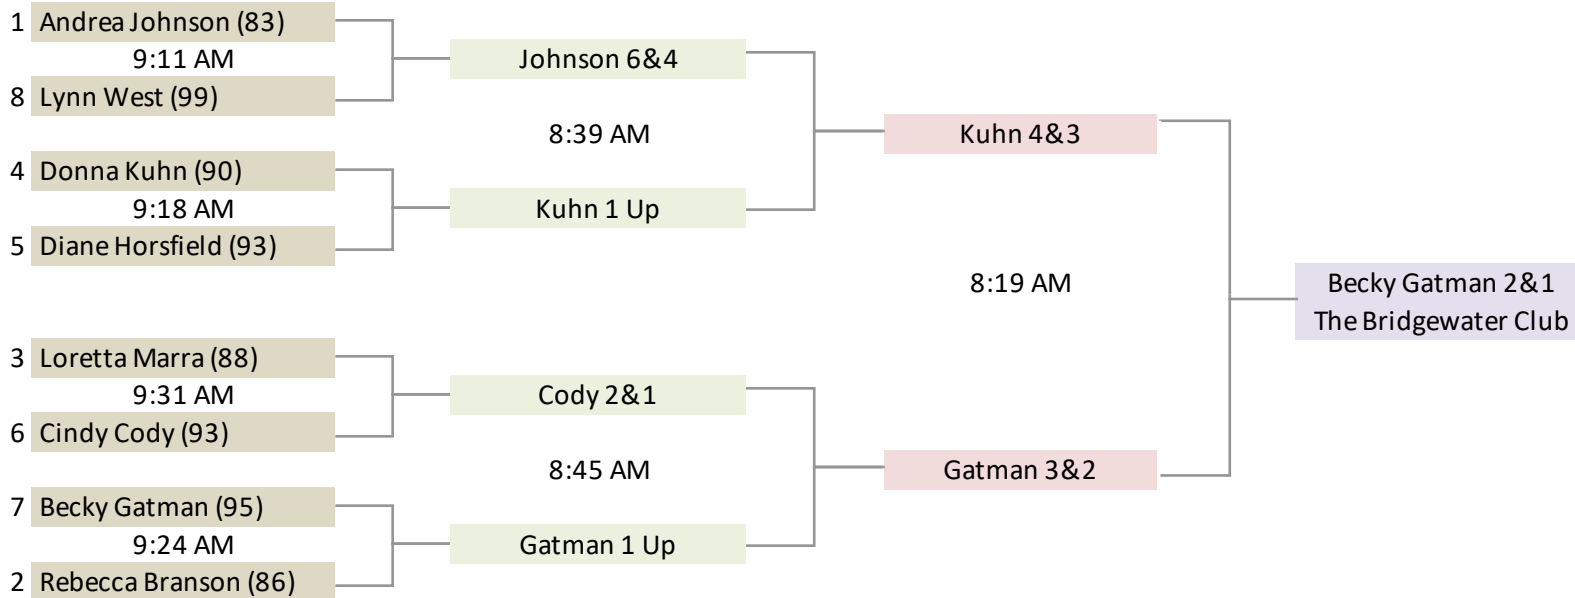 1 Andrea Johnson (83)
9:11 AM
8 Lynn West (99)
4 Donna Kuhn (90)
9:18 AM
5 Diane Horsfield (93)
3 Loretta Marra (88)
9:31 AM
6 Cindy Cody (93)
7 Becky Gatman (95)
9:24 AM
2 Rebecca Branson (86)
Johnson 6&4
8:39 AM
Kuhn 1 Up
Cody 2&1
8:45 AM
Gatman 1 Up
Kuhn 4&3
8:19 AM
Gatman 3&2
Becky Gatman 2&1
The Bridgewater Club